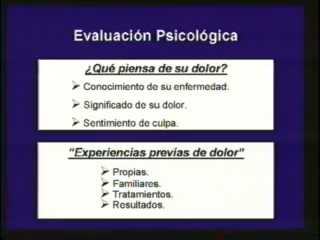 Evaluación Psicológica
¿Qué piensa de su dolor?
➢ Conocimiento de su enfermedad.
➢ Significado de su dolor.
➢ Sentimiento de culpa.
“Experiencias previas de dolor”
➢ Propias.
➢ Familiares.
➢ Tratamientos.
➢ Resultados.